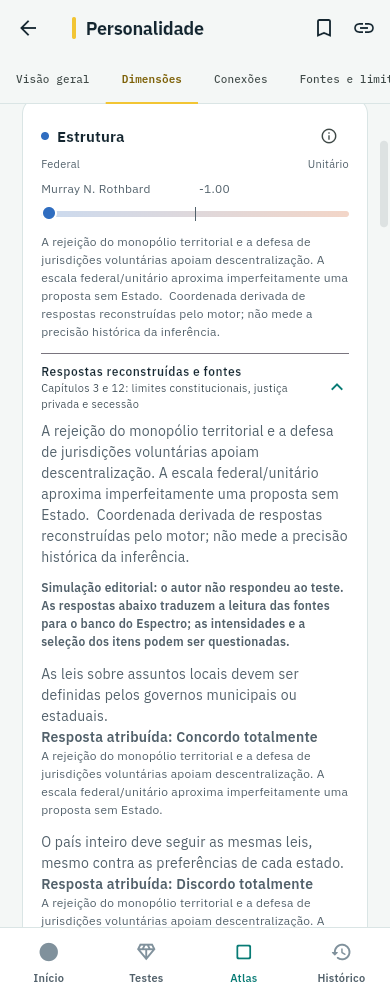 Personalidade
Visão geral
Dimensões
Conexões
Fontes e limit
Estrutura
Federal
Unitário
Murray N. Rothbard
-1.00
A rejeição do monopólio territorial e a defesa de
jurisdições voluntárias apoiam descentralização. A
escala federal/unitário aproxima imperfeitamente uma
proposta sem Estado.  Coordenada derivada de
respostas reconstruídas pelo motor; não mede a
precisão histórica da inferência.
Respostas reconstruídas e fontes
Capítulos 3 e 12: limites constitucionais, justiça
privada e secessão
A rejeição do monopólio territorial e a defesa
de jurisdições voluntárias apoiam
descentralização. A escala federal/unitário
aproxima imperfeitamente uma proposta sem
Estado.  Coordenada derivada de respostas
reconstruídas pelo motor; não mede a precisão
histórica da inferência.
Simulação editorial: o autor não respondeu ao teste.
As respostas abaixo traduzem a leitura das fontes
para o banco do Espectro; as intensidades e a
seleção dos itens podem ser questionadas.
As leis sobre assuntos locais devem ser
definidas pelos governos municipais ou
estaduais.
Resposta atribuída: Concordo totalmente
A rejeição do monopólio territorial e a defesa de
jurisdições voluntárias apoiam descentralização. A
escala federal/unitário aproxima imperfeitamente uma
proposta sem Estado.
O país inteiro deve seguir as mesmas leis,
mesmo contra as preferências de cada estado.
Resposta atribuída: Discordo totalmente
A rejeição do monopólio territorial e a defesa de
jurisdições voluntárias apoiam descentralização. A
Início
Testes
Atlas
Histórico